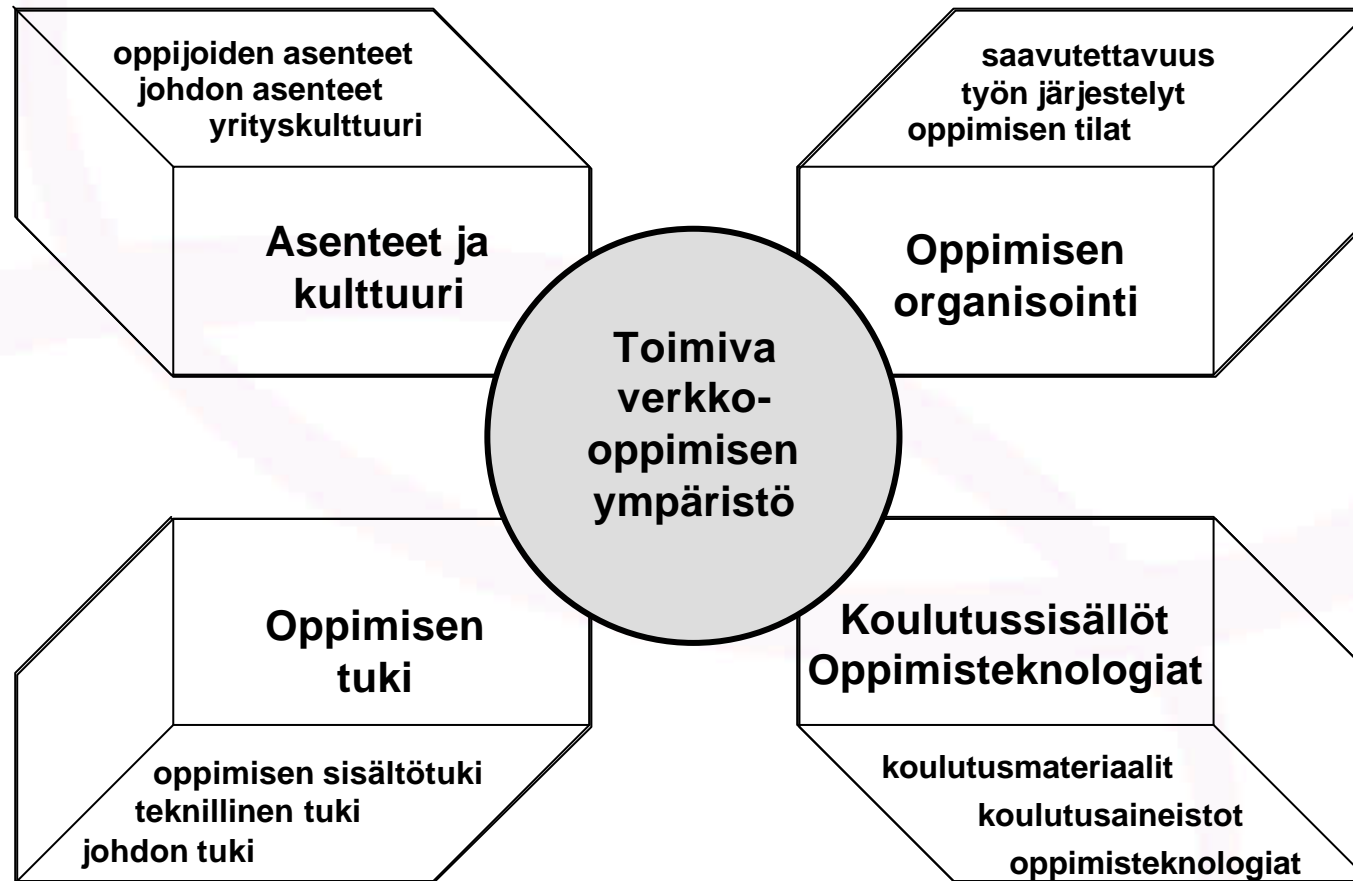 oppijoiden asenteet
johdon asenteet
yrityskulttuuri
Asenteet ja
kulttuuri
saavutettavuus
työn järjestelyt
oppimisen tilat
Oppimisen
organisointi
Toimiva
verkko-
oppimisen
ympäristö
Oppimisen
tuki
oppimisen sisältötuki
teknillinen tuki
johdon tuki
Koulutussisällöt
Oppimisteknologiat
koulutusmateriaalit
koulutusaineistot
oppimisteknologiat